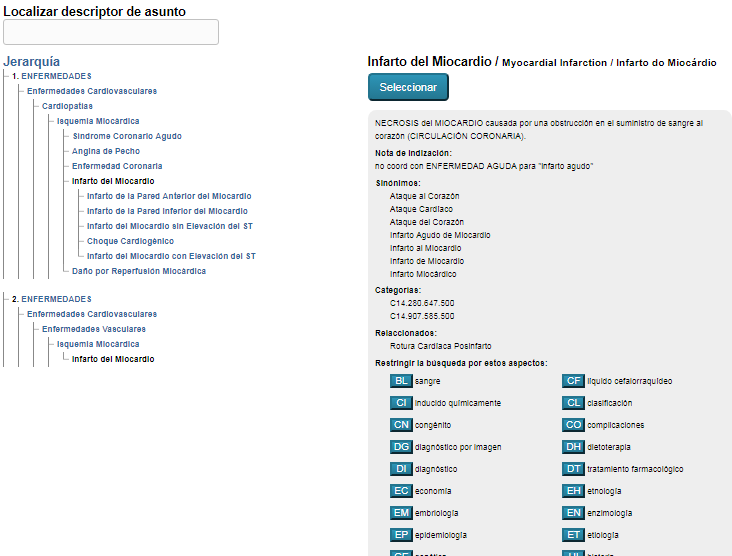 Localizar descriptor de asunto
Jerarquía
1. ENFERMEDADES
Enfermedades Cardiovasculares
Cardiopatías
Isquemia Miocárdica
Síndrome Coronario Agudo
Angina de Pecho
Enfermedad Coronaria
Infarto del Miocardio
Infarto de la Pared Anterior del Miocardio
Infarto de la Pared Inferior del Miocardio
Infarto del Miocardio sin Elevación del ST
Choque Cardiogénico
Infarto del Miocardio con Elevación del ST
Daño por Reperfusión Miocárdica
2. ENFERMEDADES
Enfermedades Cardiovasculares
Enfermedades Vasculares
Isquemia Miocárdica
Infarto del Miocardio
Infarto del Miocardio / Myocardial Infarction / Infarto do Miocárdio
Seleccionar
NECROSIS del MIOCARDIO causada por una obstrucción en el suministro de sangre al
corazón (CIRCULACIÓN CORONARIA).
Nota de Indización:
no coord con ENFERMEDAD AGUDA para "infarto agudo"
Sinónimos:
Ataque al Corazón
Ataque Cardíaco
Ataque del Corazón
Infarto Agudo de Miocardio
Infarto al Miocardio
Infarto de Miocardio
Infarto Miocárdico
Categorías:
C14.280.647.500
C14.907.585.500
Relaccionados:
Rotura Cardíaca Posinfarto
Restringir la búsqueda por estos aspectos:
BL sangre CF líquido cefalorraquídeo
CI inducido químicamente CL clasificación
CN congénito CO complicaciones
DG diagnóstico por imagen DH dietoterapia
DI diagnóstico DT tratamiento farmacológico
EC economía EH etnología
EM embriología EN enzimología
EP epidemiología ET etiología